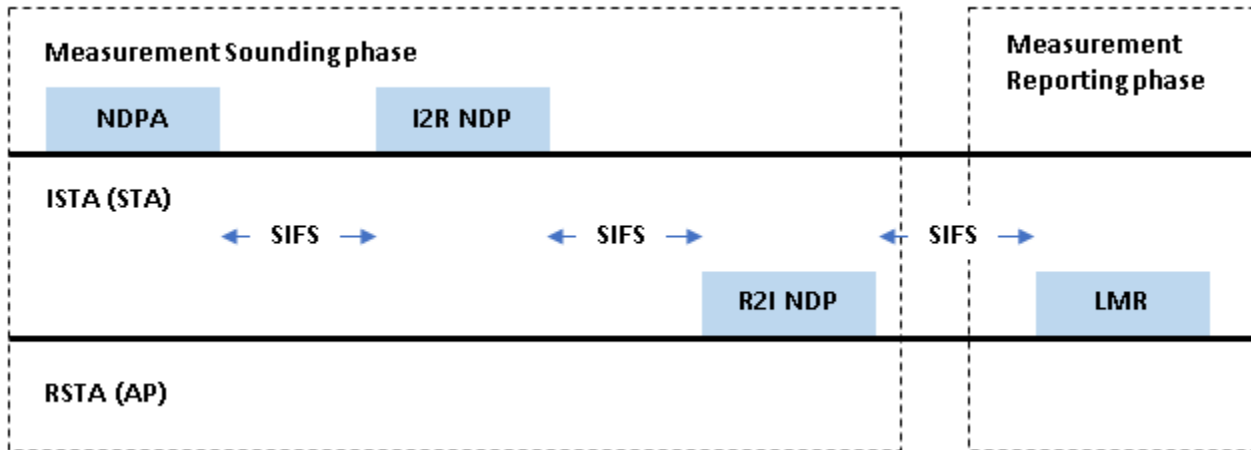 Measurement Sounding phase
Measurement
Reporting phase
NDPA
I2R NDP
ISTA (STA)
SIFS
SIFS
SIFS
R2I NDP
LMR
RSTA (AP)